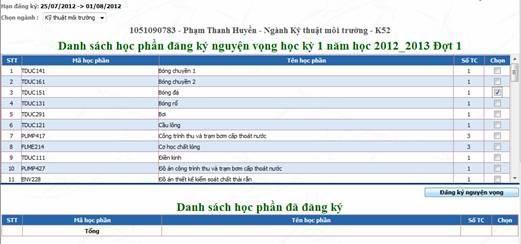 Hạn đăng ký: 25/07/2012 -> 01/08/2012
Chọn ngành : Kỹ thuật môi trường
1051090783 - Phạm Thanh Huyền - Ngành Kỹ thuật môi trường - K52
Danh sách học phần đăng ký nguyện vọng học kỳ 1 năm học 2012_2013 Đợt 1
STT Mã học phần Tên học phần Số TC Chọn
1 TDUC141 Bóng chuyền 1 1
2 TDUC161 Bóng chuyền 2 1
3 TDUC151 Bóng đá 1
4 TDUC131 Bóng rổ 1
5 TDUC291 Bơi 1
6 TDUC121 Cầu lông 1
7 PUMP417 Công trình thu và trạm bơm cấp thoát nước 3
8 FLME214 Cơ học chất lỏng 3
9 TDUC111 Điền kinh 1
10 PUMP427 Đồ án công trình thu và trạm bơm cấp thoát nước 1
11 ENV228 Đồ án thiết kế kiểm soát chất thải rắn 1
Đăng ký nguyện vọng
Danh sách học phần đã đăng ký
STT Mã học phần Tên học phần Số TC Chọn
Tổng